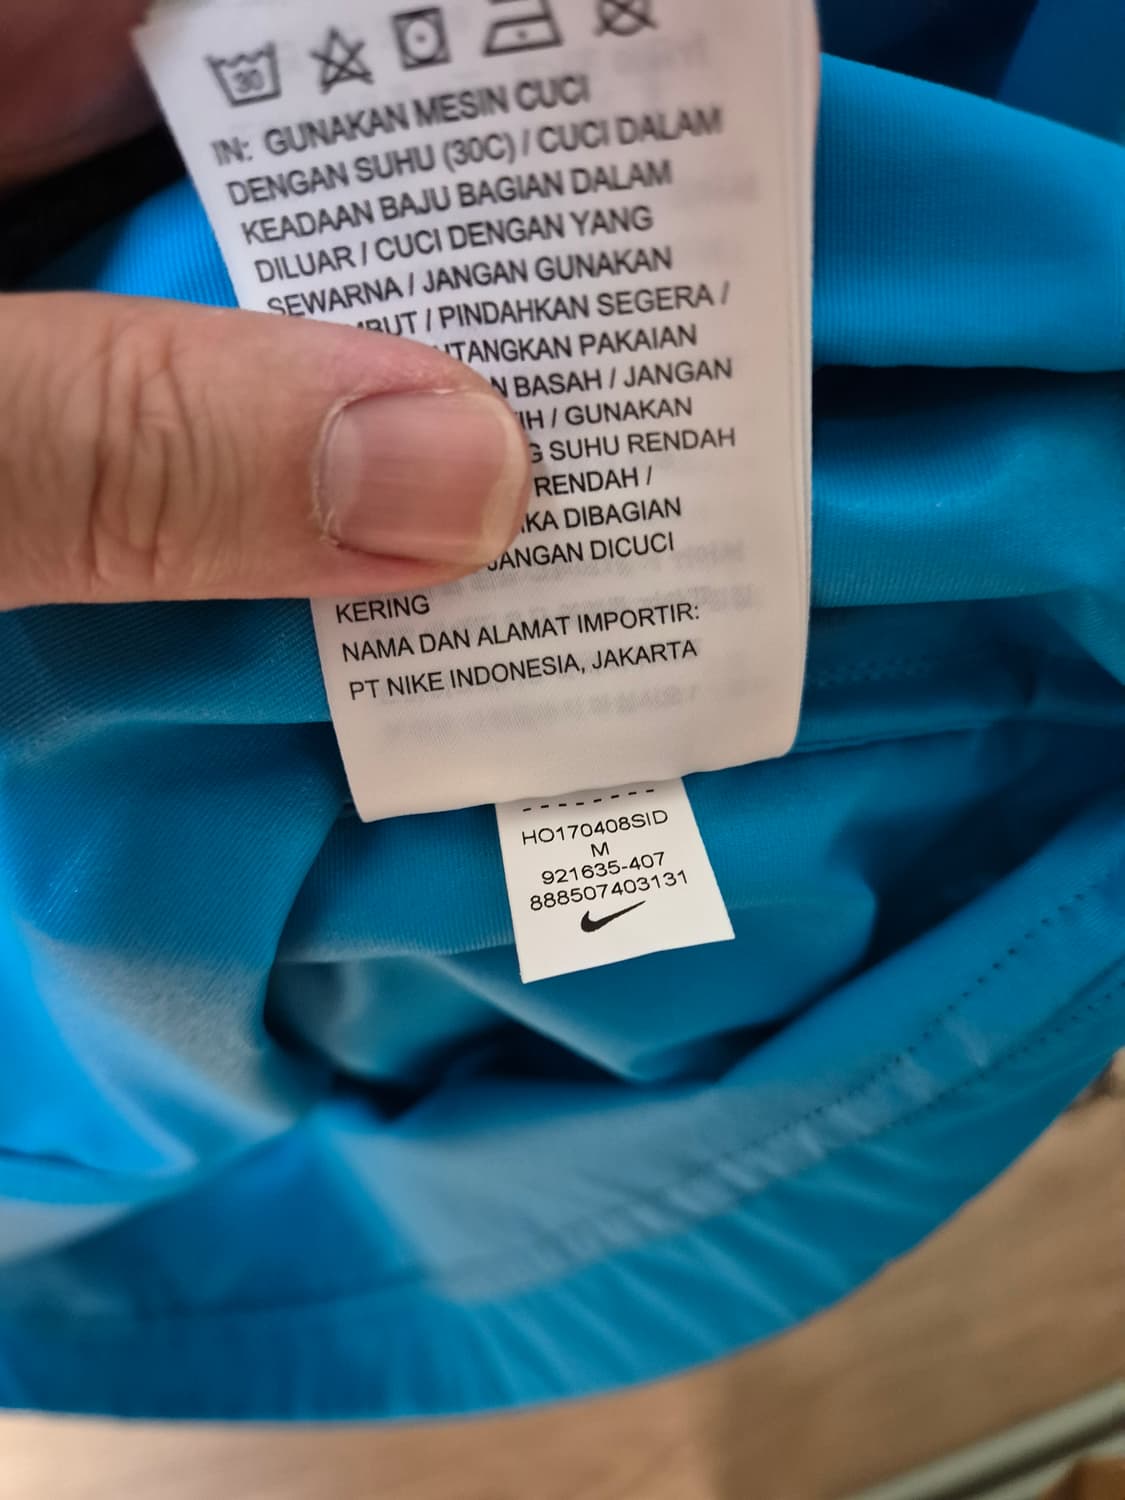 30
IN: GUNAKAN MESIN CUCI
DENGAN SUHU (30C) / CUCI DALAM
KEADAAN BAJU BAGIAN DALAM
DILUAR / CUCI DENGAN YANG
SEWARNA / JANGAN GUNAKAN
/ PINDAHKAN SEGERA /
PAKAIAN
BASAH / JANGAN
/ GUNAKAN
SUHU RENDAH
RENDAH /
DIBAGIAN
JANGAN DICUCI
KERING
NAMA DAN ALAMAT IMPORTIR:
PT NIKE INDONESIA, JAKARTA
HO170408SID
M
921635-407
888507403131